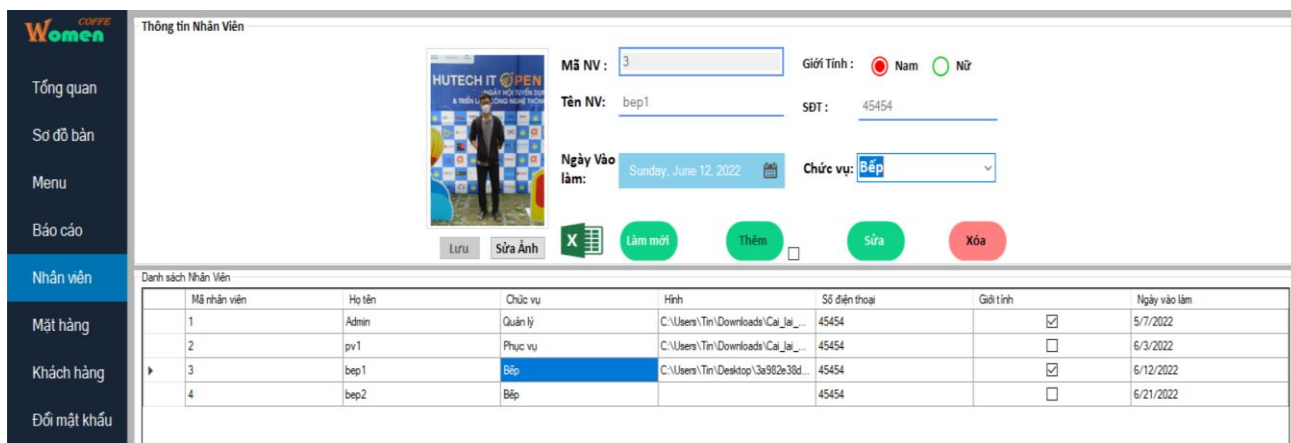 COFFE
Women
Tổng quan
Sơ đồ bàn
Menu
Báo cáo
Nhân viên
Mặt hàng
Khách hàng
Đổi mật khẩu
Thông tin Nhân Viên
HUTECH IT OPEN
NGÀY HỘI TUYỂN DỤ
Mã NV : 3
Giới Tính : Nam Nữ
Tên NV: bep1
SĐT : 45454
Ngày Vào
làm: Sunday, June 12, 2022
Chức vụ: Bếp
Lưu Sửa Ảnh X Làm mới Thêm Sửa Xóa
Danh sách Nhân Viên
Mã nhân viên Họ tên Chức vụ Hình Số điện thoại Giới tính Ngày vào làm
1 Admin Quản lý C:\Users\Tin\Downloads\Cai_lai_... 45454 5/7/2022
2 pv1 Phục vụ C:\Users\Tin\Downloads\Cai_lai_... 45454 6/3/2022
3 bep1 Bếp C:\Users\Tin\Desktop\3a982e38d... 45454 6/12/2022
4 bep2 Bếp 45454 6/21/2022